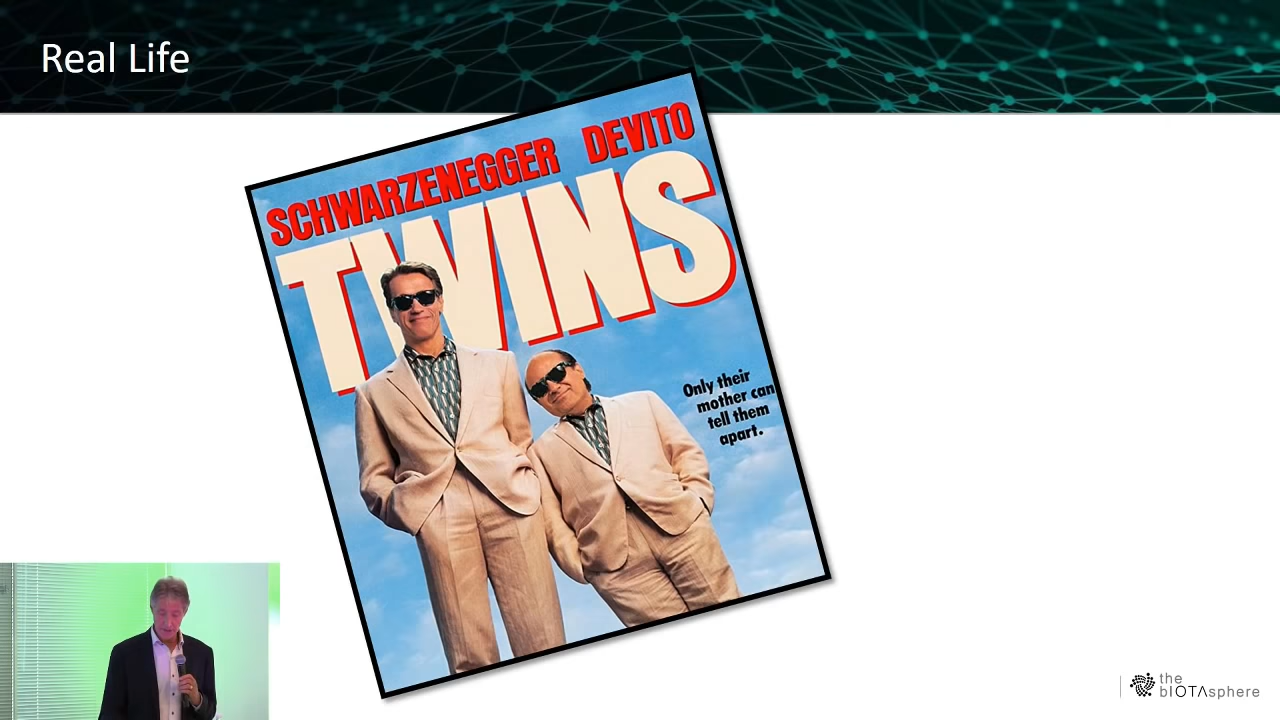 Real Life
SCHWARZENEGGER DEVITO
TWINS
Only their
mother can
tell them
apart.
the
bIOTAsphere